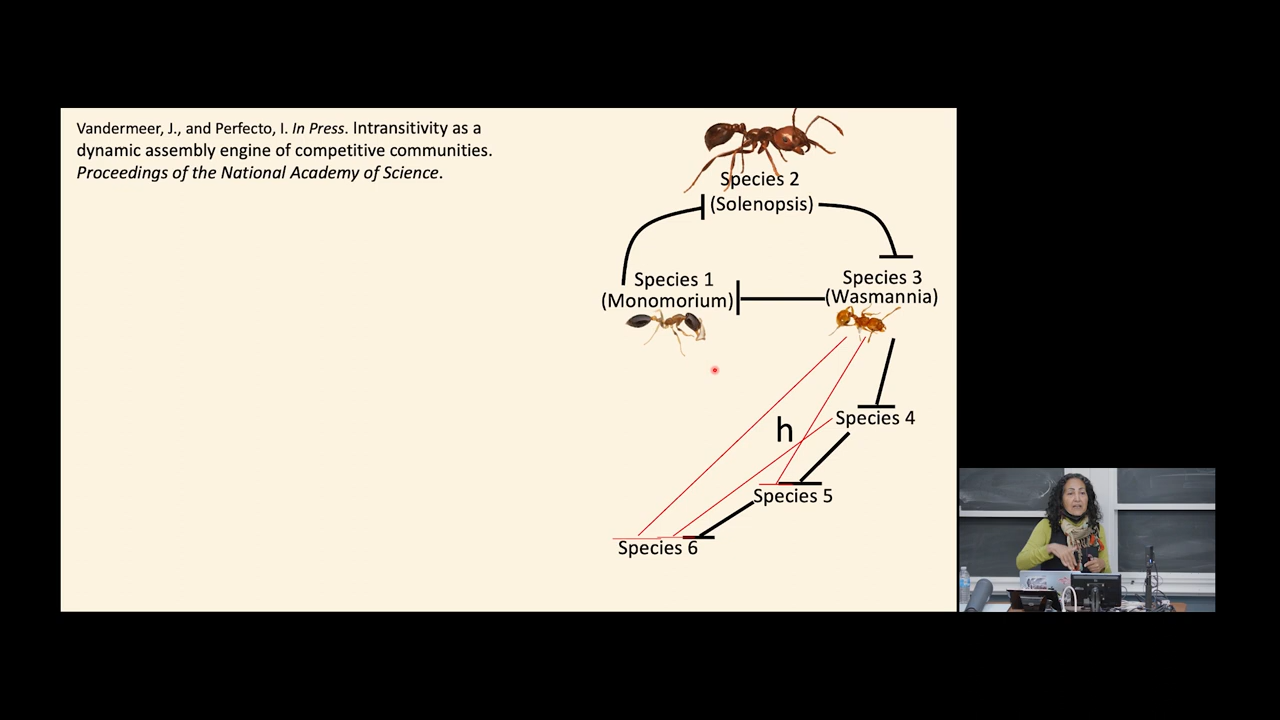 Vandermeer, J., and Perfecto, I. In Press. Intransitivity as a
dynamic assembly engine of competitive communities.
Proceedings of the National Academy of Science.
Species 2
(Solenopsis)
Species 1
(Monomorium)
Species 3
(Wasmannia)
h
Species 4
Species 5
Species 6